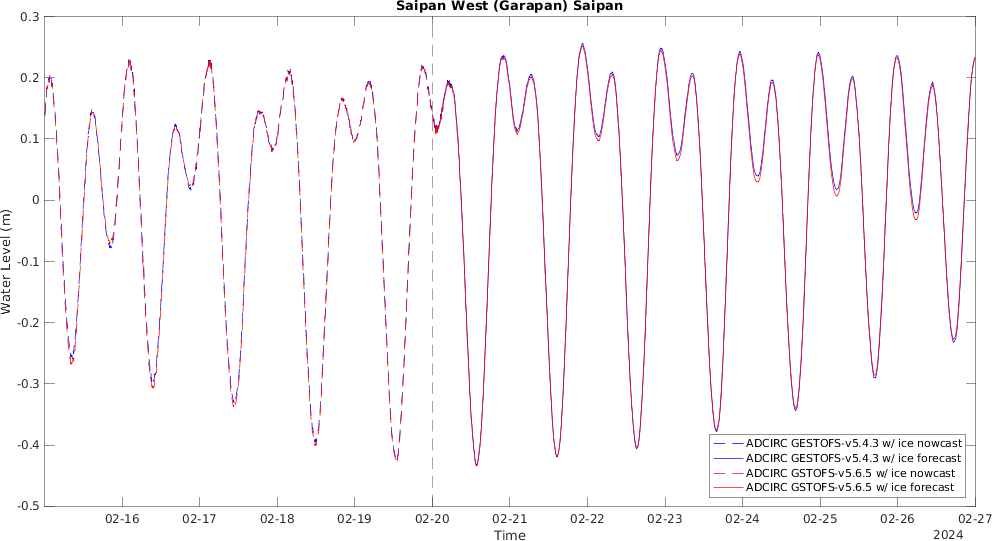 Saipan West (Garapan) Saipan
Water Level (m)
0.3
0.2
0.1
0
-0.1
-0.2
-0.3
-0.4
-0.5
ADCIRC GESTOFS-v5.4.3 w/ ice nowcast
ADCIRC GESTOFS-v5.4.3 w/ ice forecast
ADCIRC GSTOFS-v5.6.5 w/ ice nowcast
ADCIRC GSTOFS-v5.6.5 w/ ice forecast
02-16 02-17 02-18 02-19 02-20 02-21 02-22 02-23 02-24 02-25 02-26 02-27
Time
2024